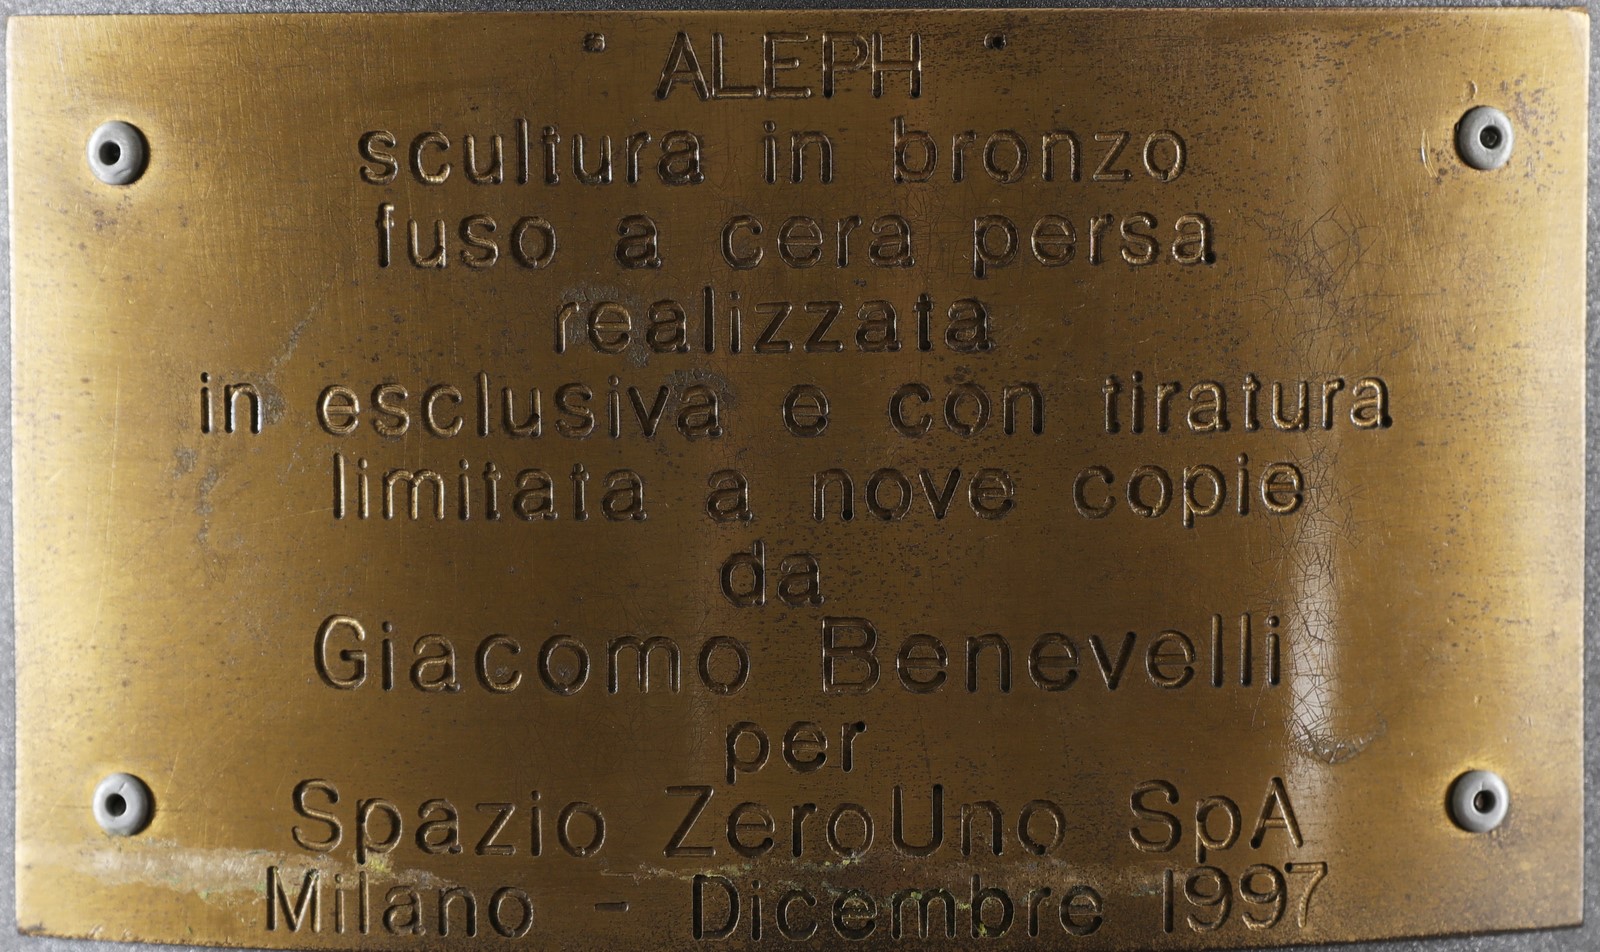 " ALEPH "
scultura in bronzo
fuso a cera persa
realizzata
in esclusiva e con tiratura
limitata a nove copie
da
Giacomo Benevelli
per
Spazio ZeroUno SpA
Milano - Dicembre 1997